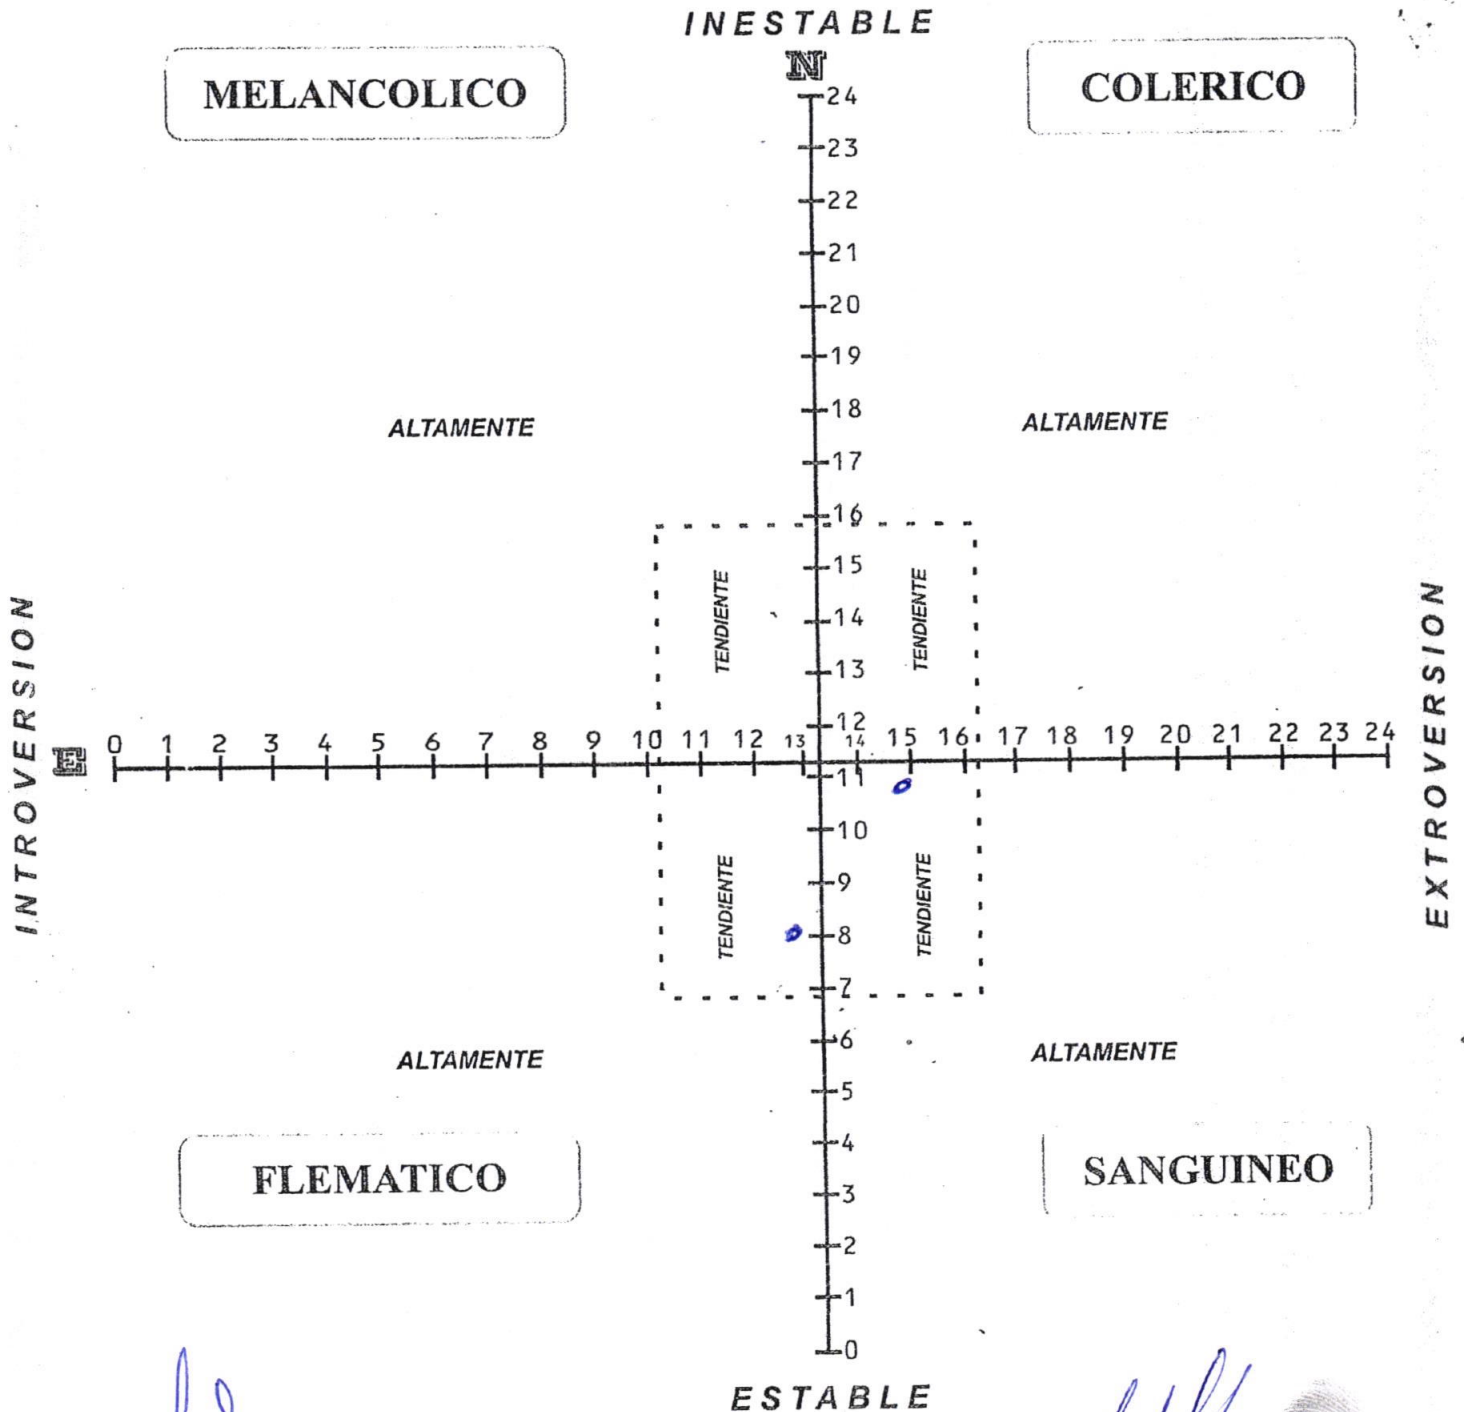 INESTABLE
N
MELANCOLICO
COLERICO
24
23
22
21
20
19
ALTAMENTE
18
ALTAMENTE
17
16
15
TENDIENTE
TENDIENTE
14
13
12
INTROVERSION
EXTROVERSION
E
0 1 2 3 4 5 6 7 8 9 10 11 12 13 14 15 16 17 18 19 20 21 22 23 24
11
10
9
TENDIENTE
TENDIENTE
8
7
6
ALTAMENTE
ALTAMENTE
5
4
FLEMATICO
SANGUINEO
3
2
1
0
ESTABLE